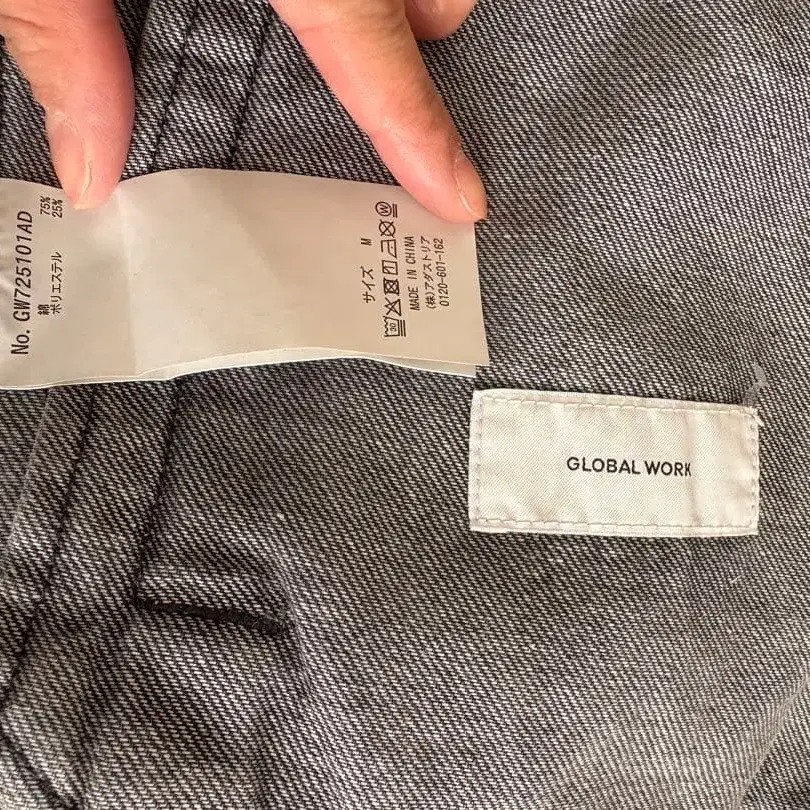 No. GW725101AD
綿 75%
ポリエステル 25%
サイズ M
30
MADE IN CHINA
(株)アダストリア
0120-601-162
GLOBAL WORK